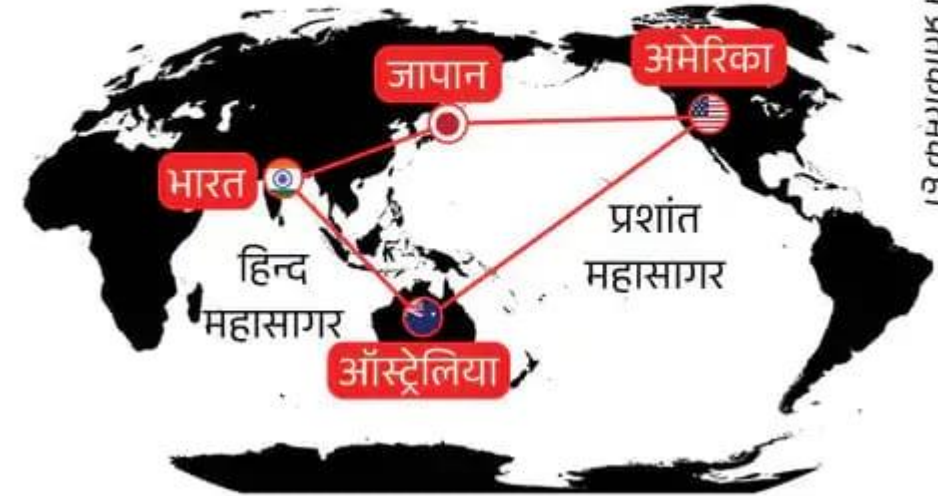 जापान
अमेरिका
भारत
प्रशांत
महासागर
हिन्द
महासागर
ऑस्ट्रेलिया